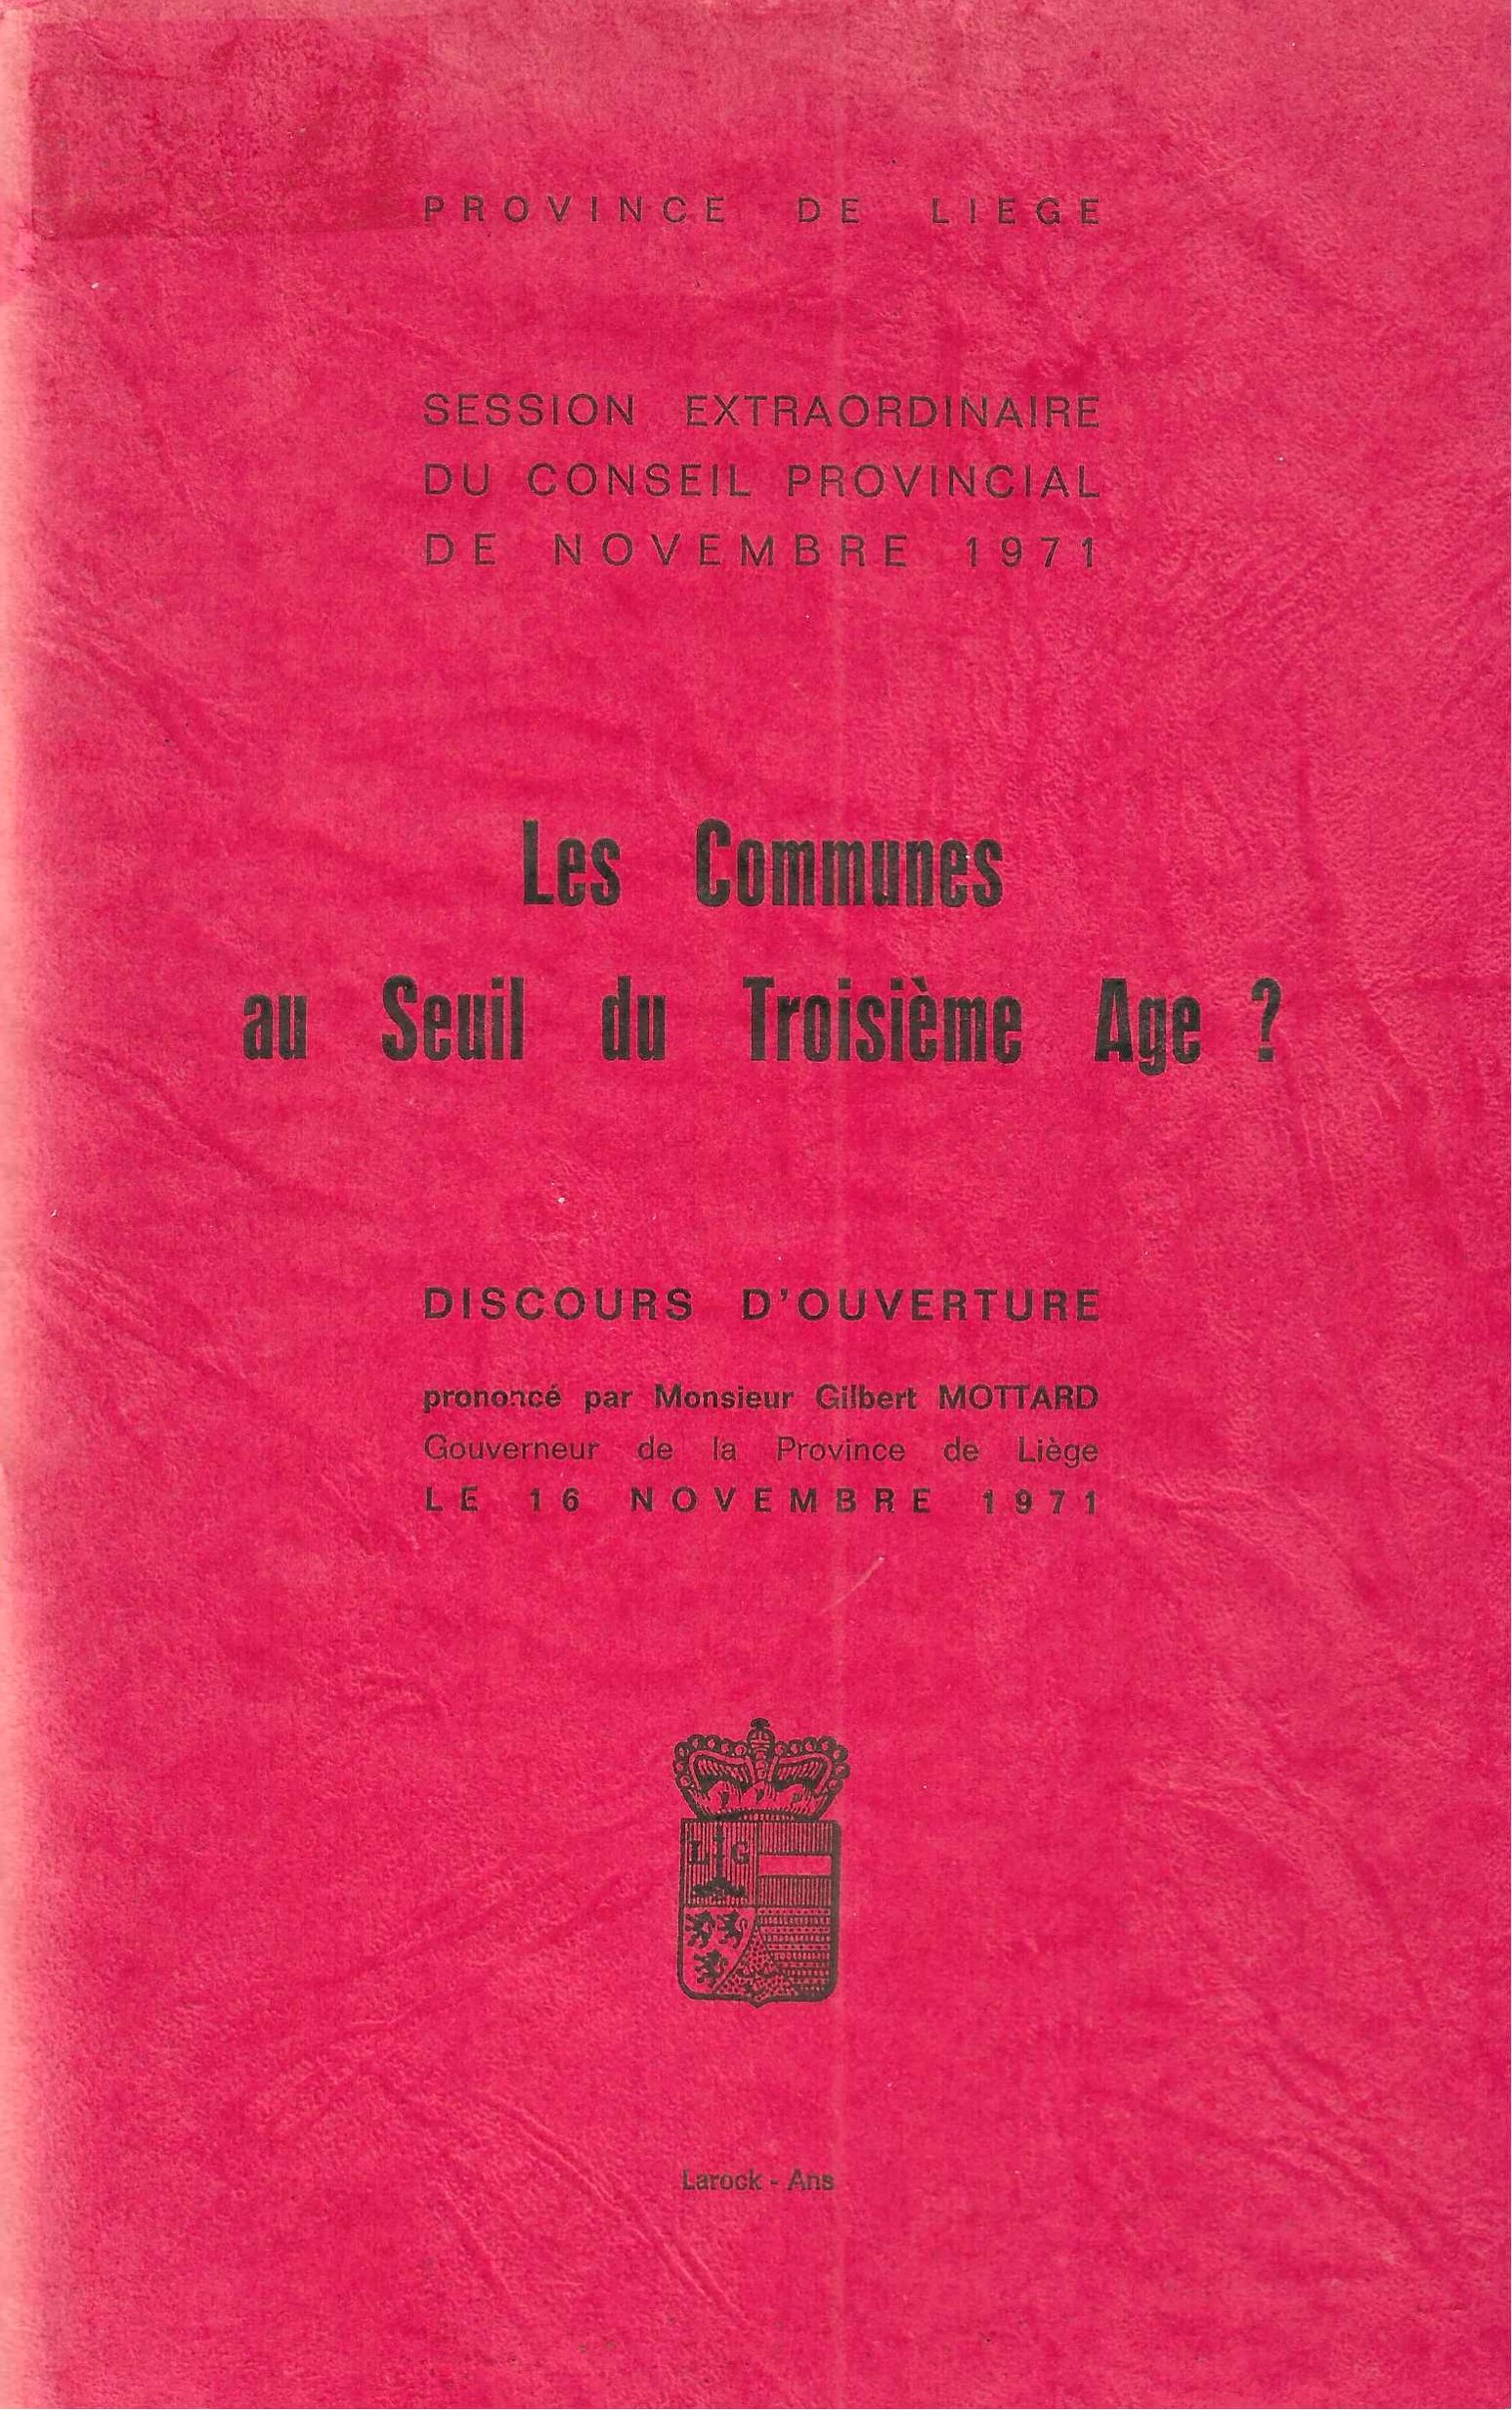 PROVINCE DE LIEGE
SESSION EXTRAORDINAIRE
DU CONSEIL PROVINCIAL
DE NOVEMBRE 1971
Les Communes
au Seuil du Troisième Age ?
DISCOURS D'OUVERTURE
prononcé par Monsieur Gilbert MOTTARD
Gouverneur de la Province de Liège
LE 16 NOVEMBRE 1971
L G
Larock - Ans